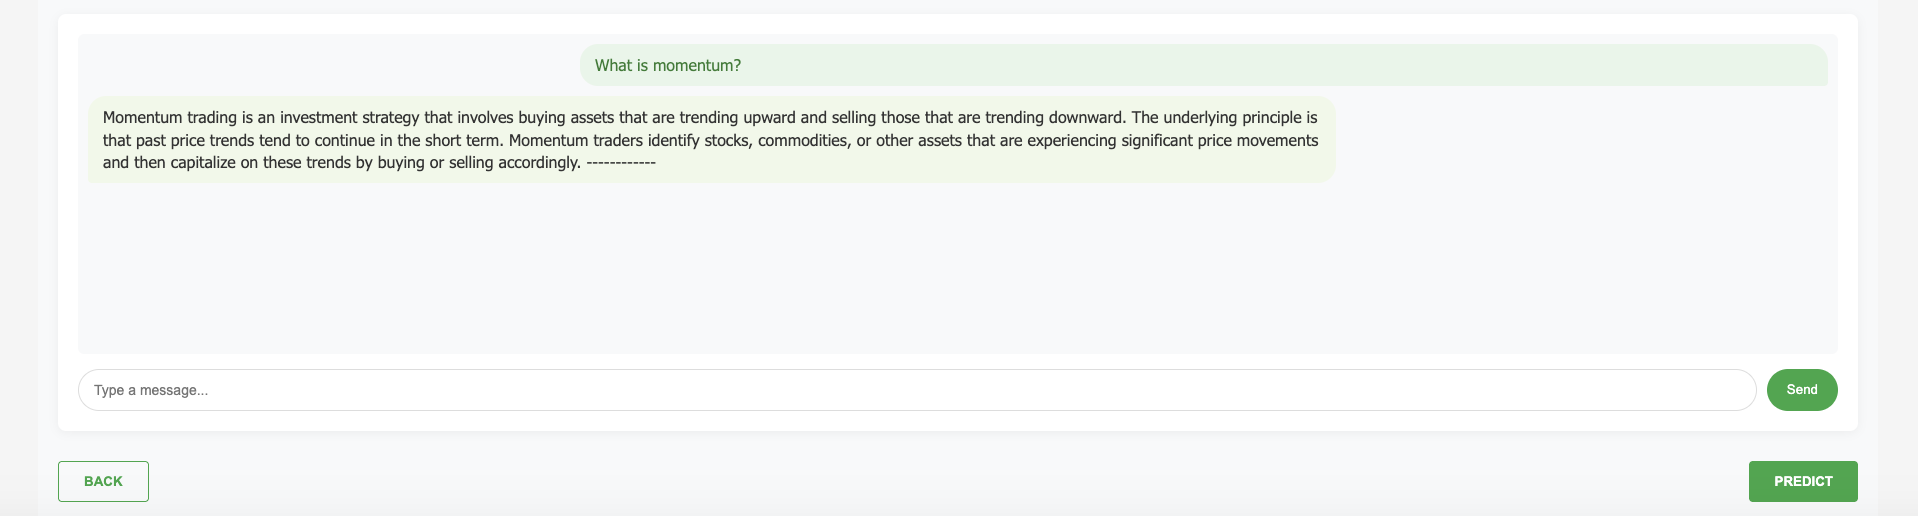 What is momentum?
Momentum trading is an investment strategy that involves buying assets that are trending upward and selling those that are trending downward. The underlying principle is
that past price trends tend to continue in the short term. Momentum traders identify stocks, commodities, or other assets that are experiencing significant price movements
and then capitalize on these trends by buying or selling accordingly. ------------
Type a message...
Send
BACK
PREDICT